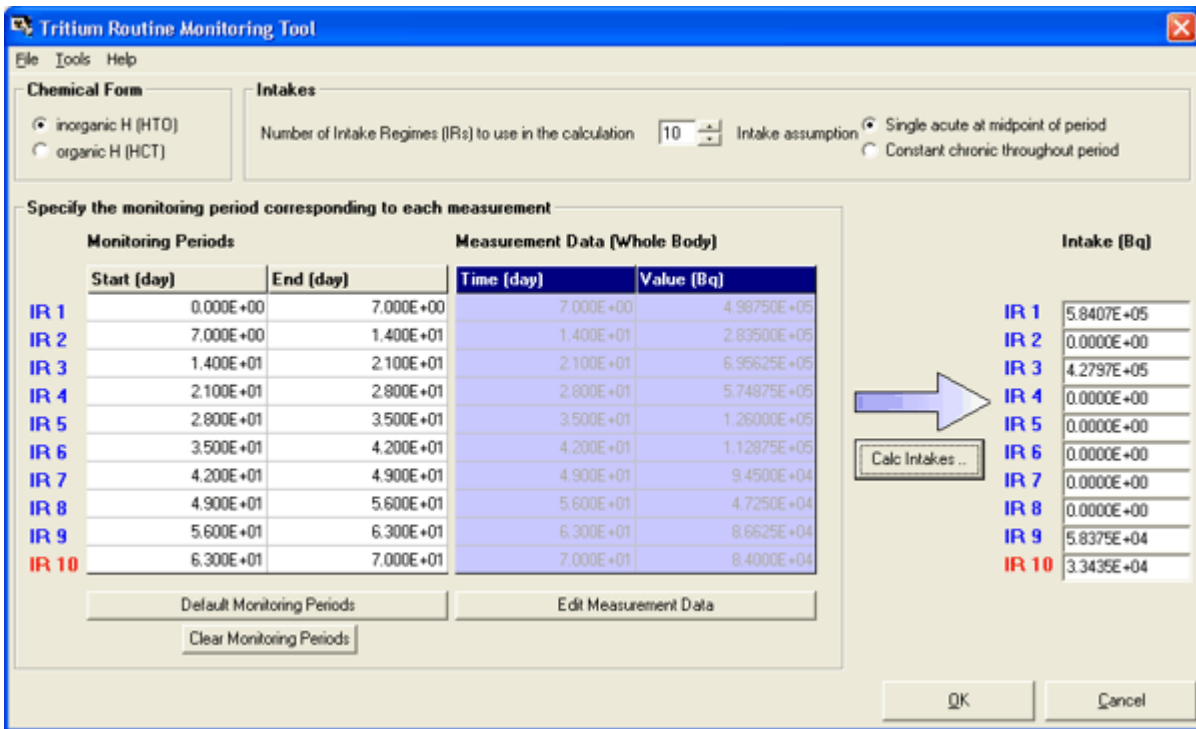 Tritium Routine Monitoring Tool
File Tools Help
Chemical Form
inorganic H (HTO)
organic H (HCT)
Intakes
Number of Intake Regimes (IRs) to use in the calculation 10 Intake assumption
Single acute at midpoint of period
Constant chronic throughout period
Specify the monitoring period corresponding to each measurement
Monitoring Periods Measurement Data (Whole Body) Intake (Bq)
Start (day) End (day) Time (day) Value (Bq)
IR 1 0.000E+00 7.000E+00 7.000E+00 4.98750E+05 IR 1 5.8407E+05
IR 2 7.000E+00 1.400E+01 1.400E+01 2.83500E+05 IR 2 0.0000E+00
IR 3 1.400E+01 2.100E+01 2.100E+01 6.95625E+05 IR 3 4.2797E+05
IR 4 2.100E+01 2.800E+01 2.800E+01 5.74875E+05 IR 4 0.0000E+00
IR 5 2.800E+01 3.500E+01 3.500E+01 1.26000E+05 IR 5 0.0000E+00
IR 6 3.500E+01 4.200E+01 4.200E+01 1.12875E+05 IR 6 0.0000E+00
IR 7 4.200E+01 4.900E+01 4.900E+01 9.4500E+04 IR 7 0.0000E+00
IR 8 4.900E+01 5.600E+01 5.600E+01 4.7250E+04 IR 8 0.0000E+00
IR 9 5.600E+01 6.300E+01 6.300E+01 8.6625E+04 IR 9 5.8375E+04
IR 10 6.300E+01 7.000E+01 7.000E+01 8.4000E+04 IR 10 3.3435E+04
Calc Intakes ..
Default Monitoring Periods Edit Measurement Data
Clear Monitoring Periods
OK Cancel